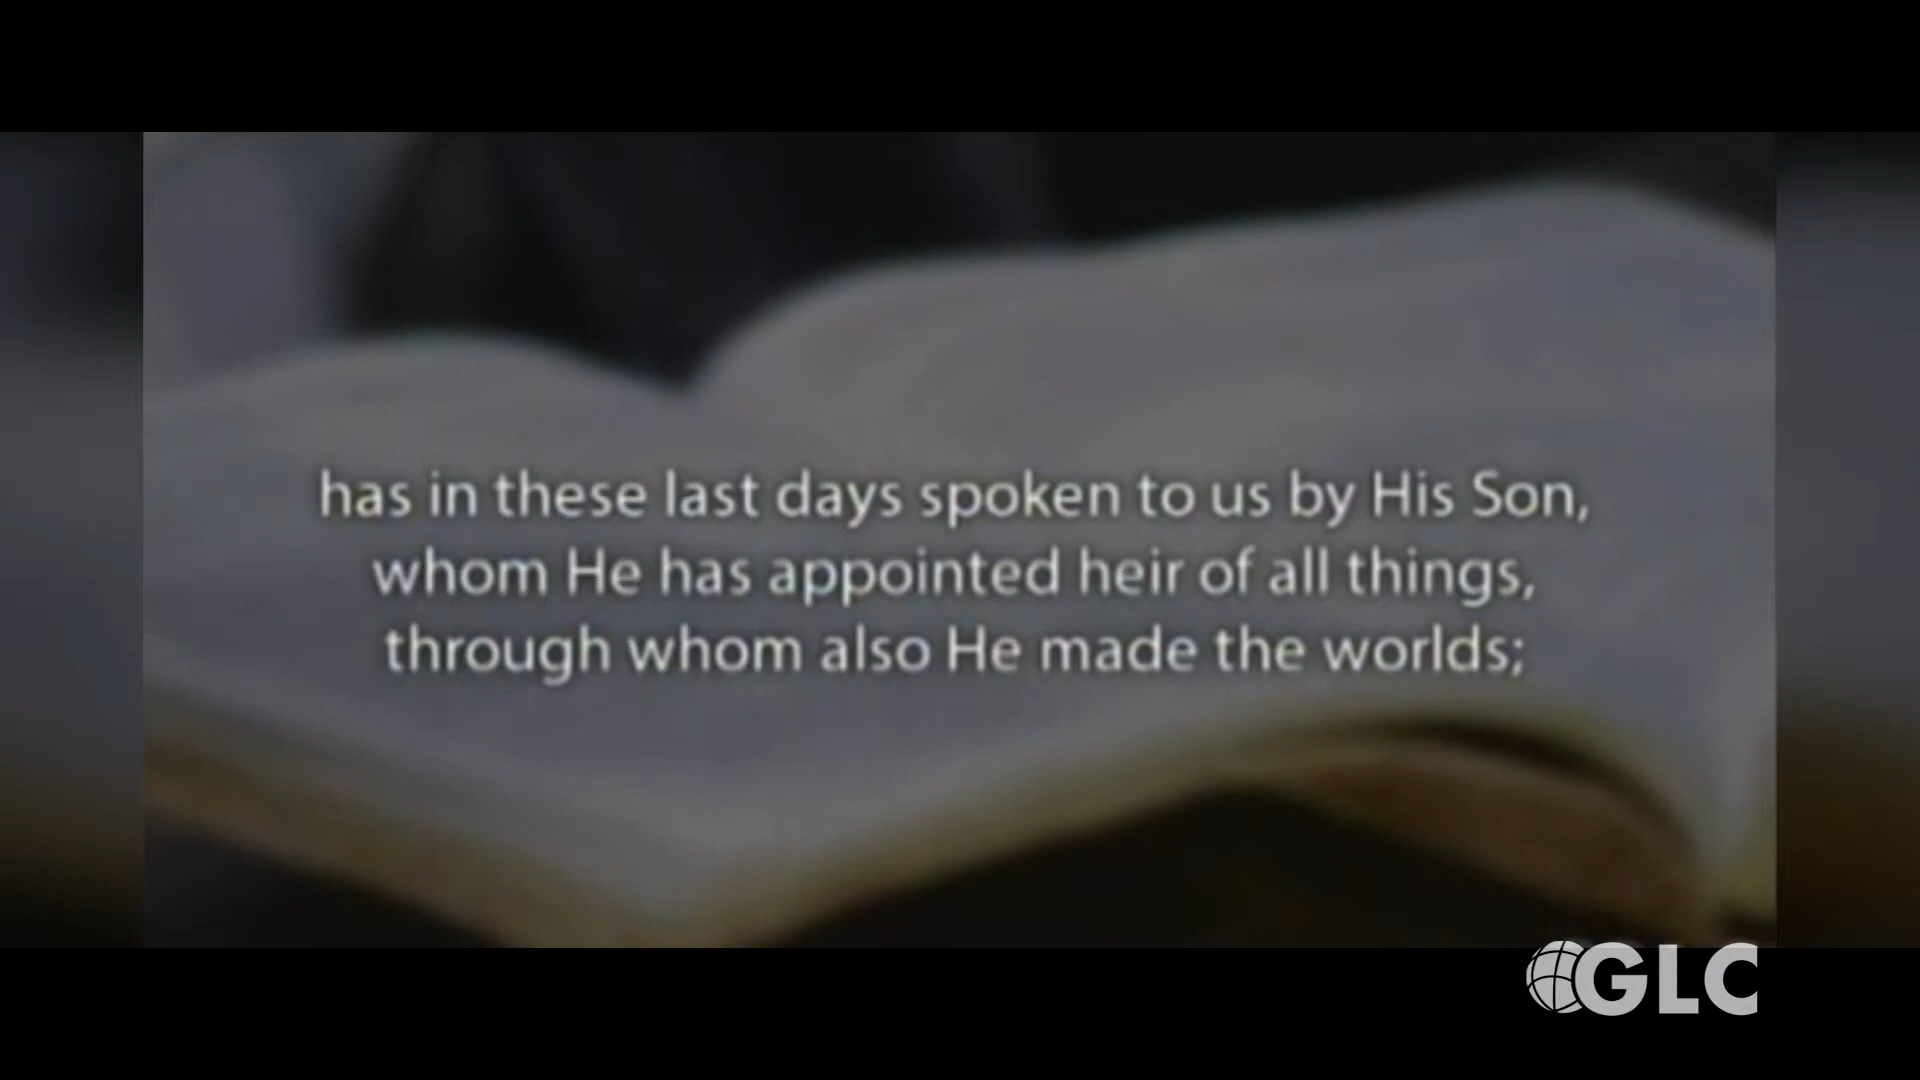 has in these last days spoken to us by His Son,
whom He has appointed heir of all things,
through whom also He made the worlds;
GLC